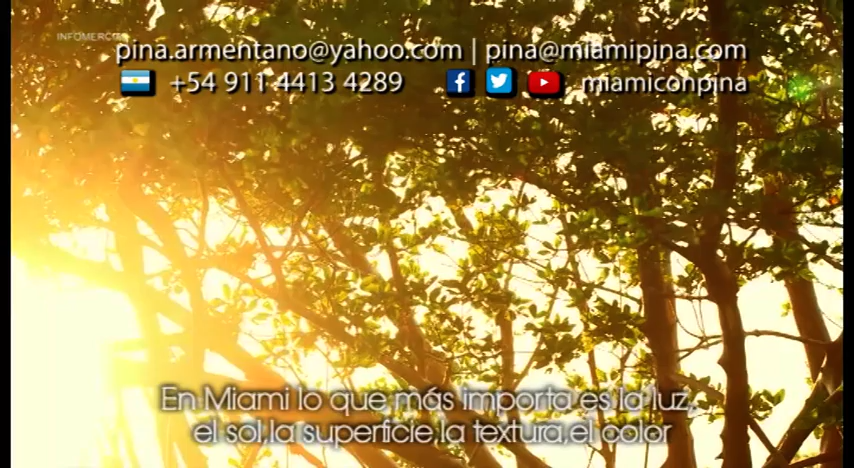 pina.armentano@yahoo.com | pina@miamipina.com
+54 911 4413 4289 miamiconpina
En Miami lo que más importa es la luz,
el sol,la superficie,la textura,el color